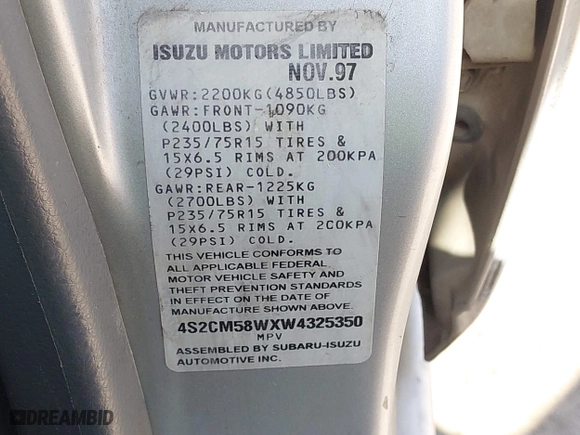 MANUFACTURED BY
ISUZU MOTORS LIMITED
NOV.97
GVWR:2200KG(4850LBS)
GAWR:FRONT-1090KG
(2400LBS) WITH
P235/75R15 TIRES &
15X6.5 RIMS AT 200KPA
(29PSI) COLD.
GAWR:REAR-1225KG
(2700LBS) WITH
P235/75R15 TIRES &
15X6.5 RIMS AT 200KPA
(29PSI) COLD.
THIS VEHICLE CONFORMS TO
ALL APPLICABLE FEDERAL
MOTOR VEHICLE SAFETY AND
THEFT PREVENTION STANDARDS
IN EFFECT ON THE DATE OF
MANUFACTURE SHOWN ABOVE.
4S2CM58WXW4325350
MPV
ASSEMBLED BY SUBARU-ISUZU
AUTOMOTIVE INC.
DREAMBID